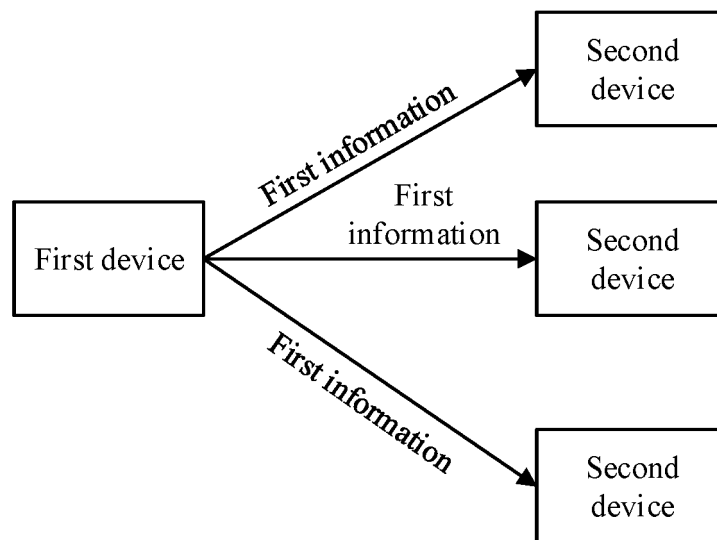 Second
device
First information
First
information
First device
Second
device
First information
Second
device